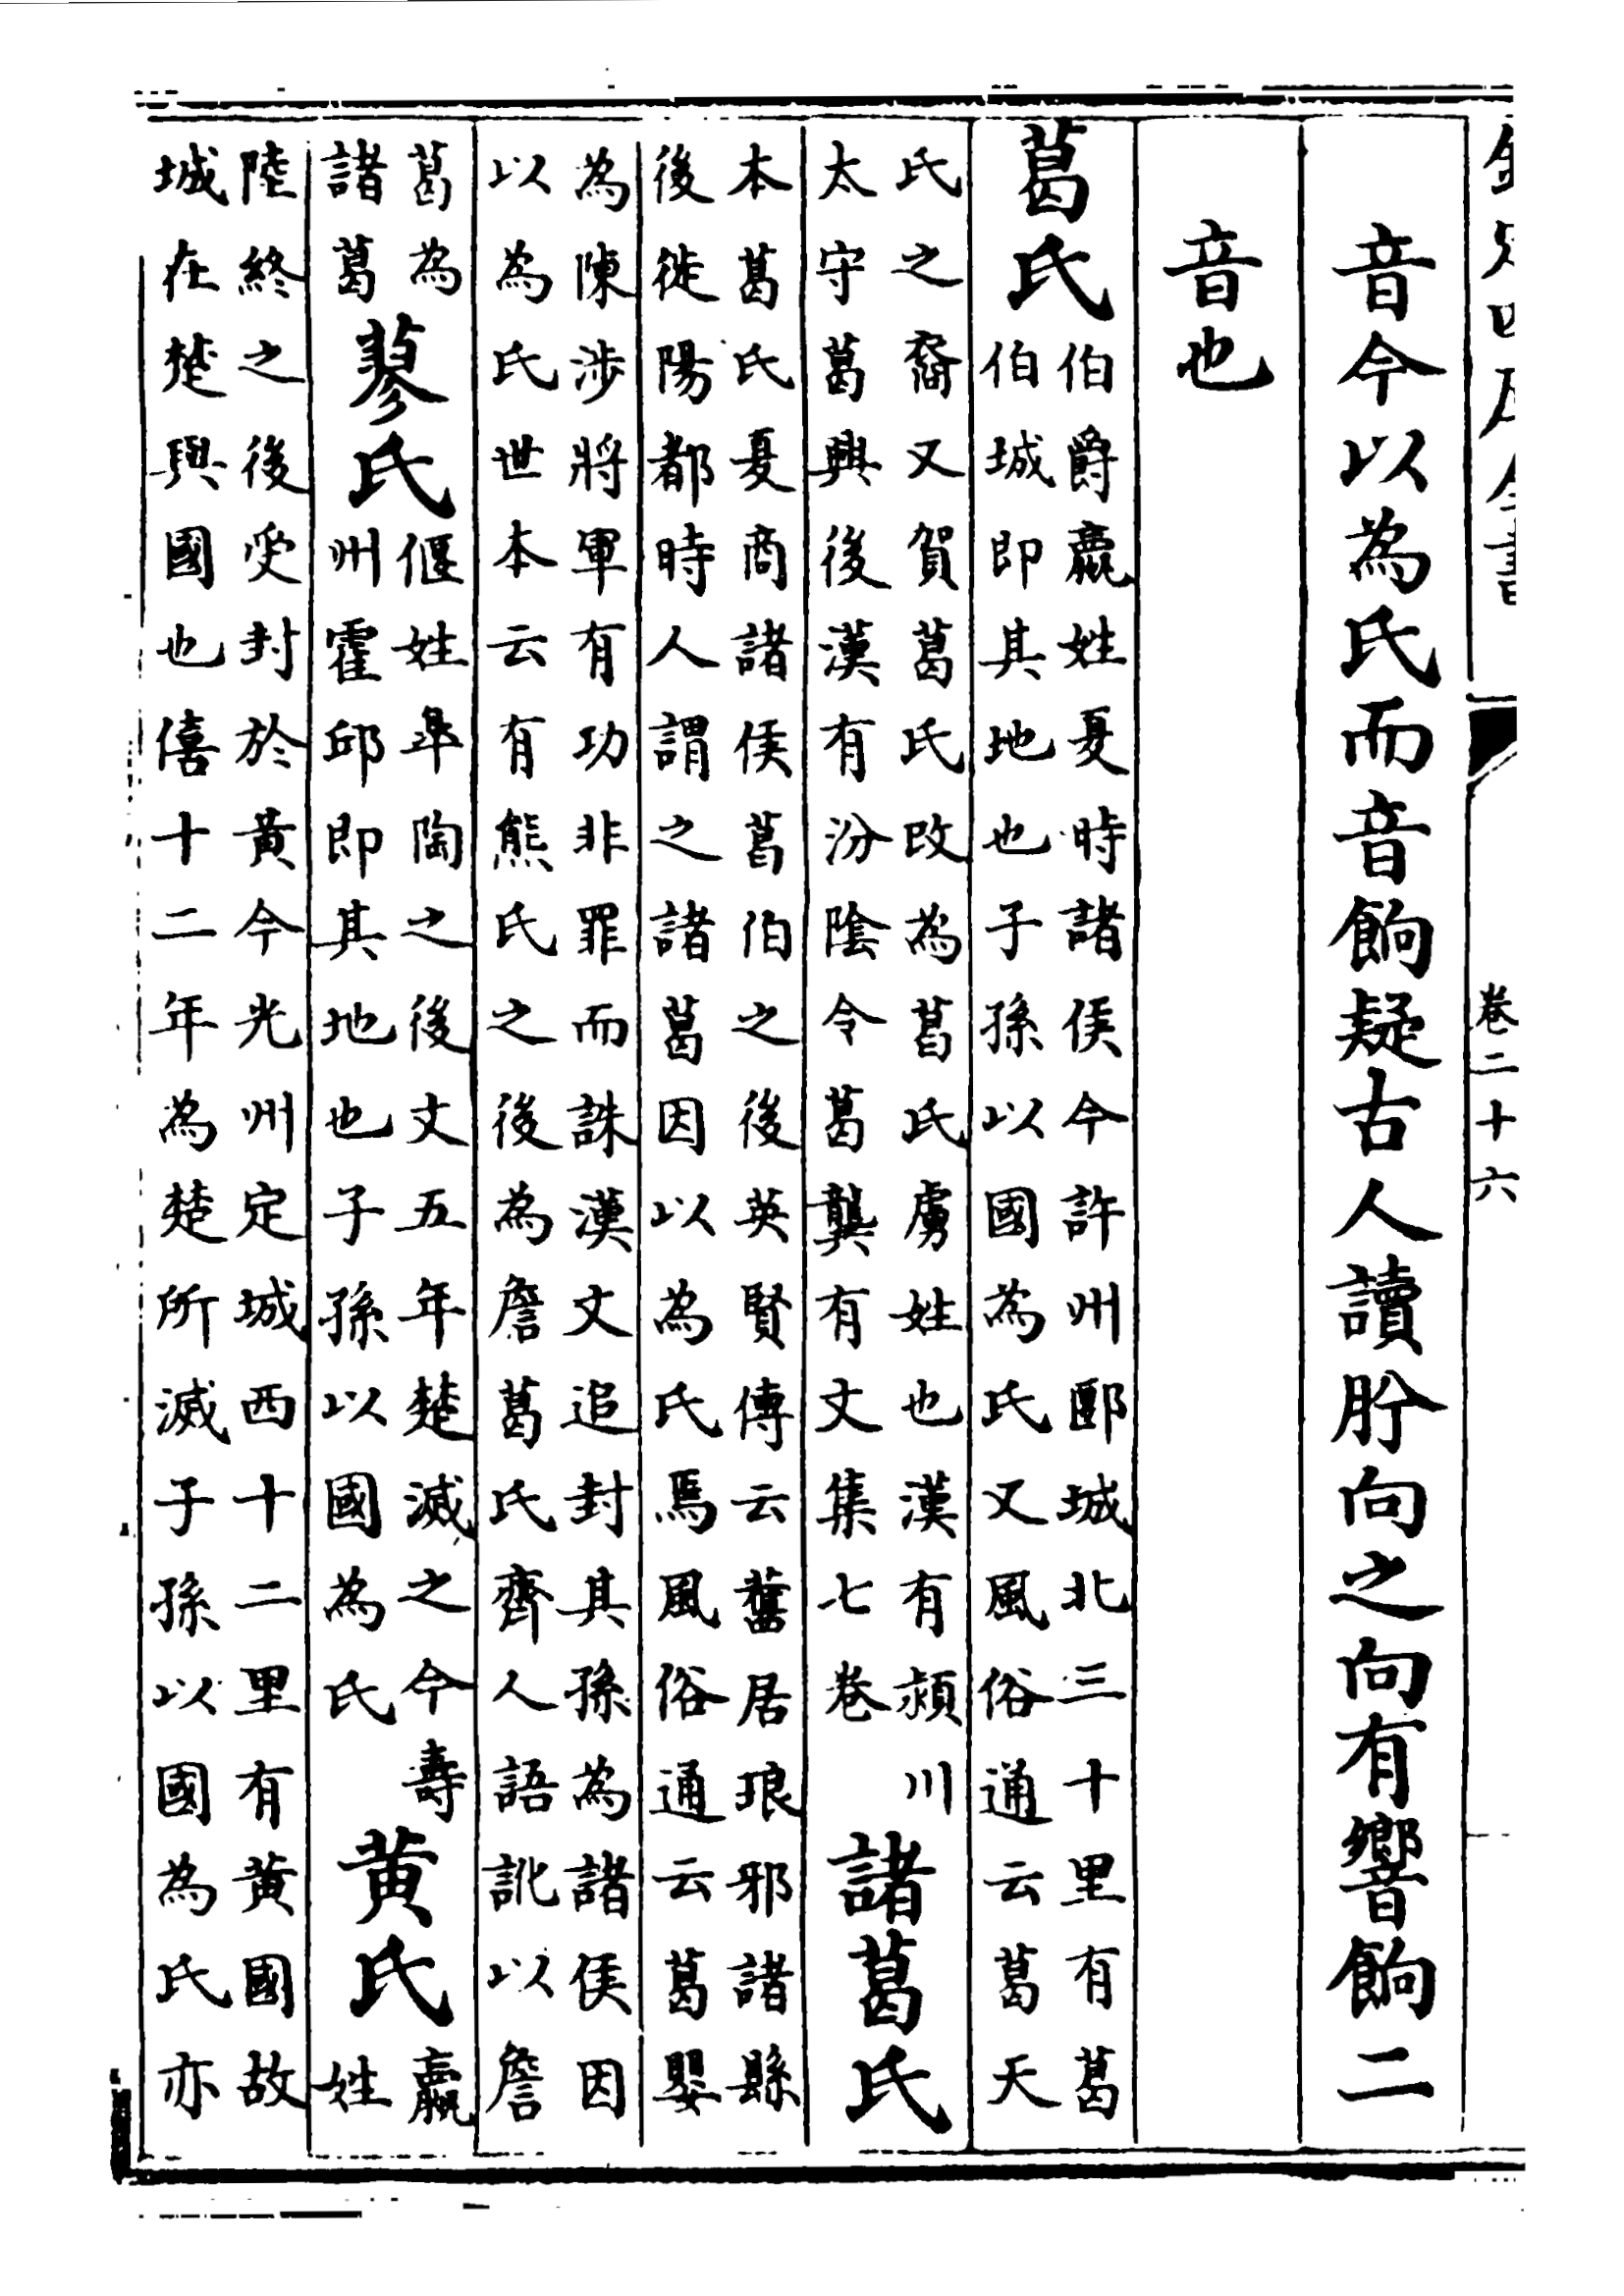 欽定四庫全書
卷二十六
音今以為氏而音餉疑古人讀肸向之向有響餉二
音也
葛氏
伯爵嬴姓夏時諸侯今許州郾城北三十里有葛
伯城即其地也子孫以國為氏又風俗通云葛天
氏之裔又賀葛氏改為葛氏虜姓也漢有潁川
太守葛興後漢有汾陰令葛龔有文集七卷
諸葛氏
本葛氏夏商諸侯葛伯之後英賢傳云舊居琅邪諸縣
後徙陽都時人謂之諸葛因以為氏焉風俗通云葛嬰
為陳涉將軍有功非罪而誅漢文追封其孫為諸侯因
以為氏世本云有熊氏之後為詹葛氏齊人語訛以詹
葛為
諸葛
蓼氏
偃姓臯陶之後文五年楚滅之今壽
州霍邱即其地也子孫以國為氏
黃氏
嬴
姓
陸終之後受封於黃今光州定城西十二里有黃國故
城在楚興國也僖十二年為楚所滅子孫以國為氏亦